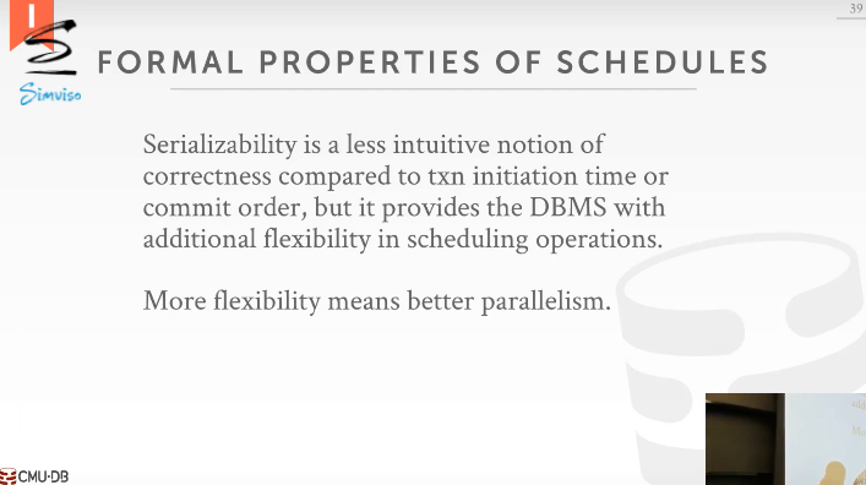 39
Simviso
FORMAL PROPERTIES OF SCHEDULES
Serializability is a less intuitive notion of
correctness compared to txn initiation time or
commit order, but it provides the DBMS with
additional flexibility in scheduling operations.
More flexibility means better parallelism.
CMU·DB